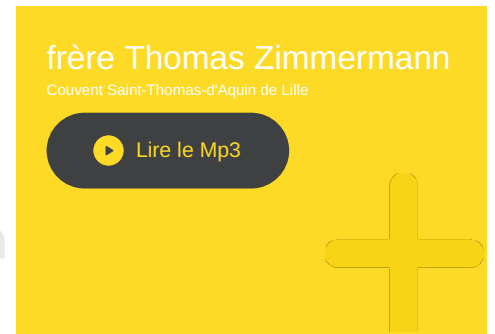 frère Thomas Zimmermann
Couvent Saint-Thomas-d'Aquin de Lille
Lire le Mp3